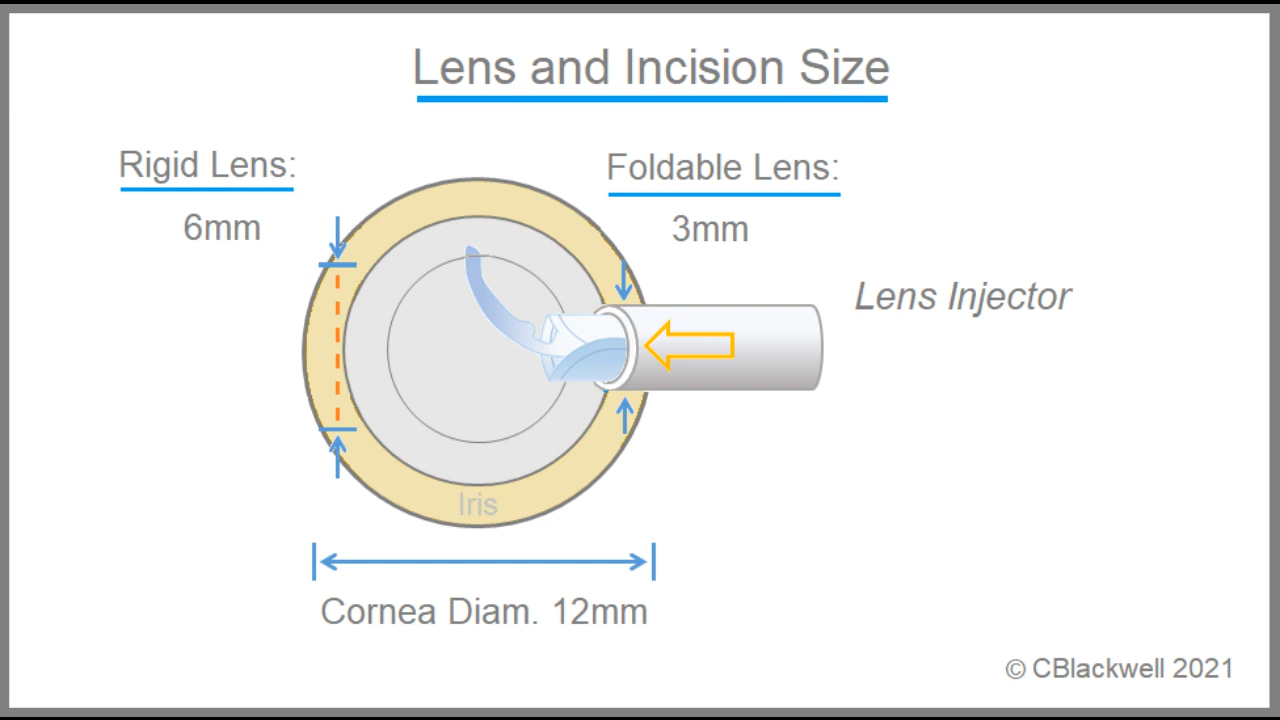 Lens and Incision Size
Rigid Lens:
6mm
Foldable Lens:
3mm
Lens Injector
Iris
Cornea Diam. 12mm
© CBlackwell 2021